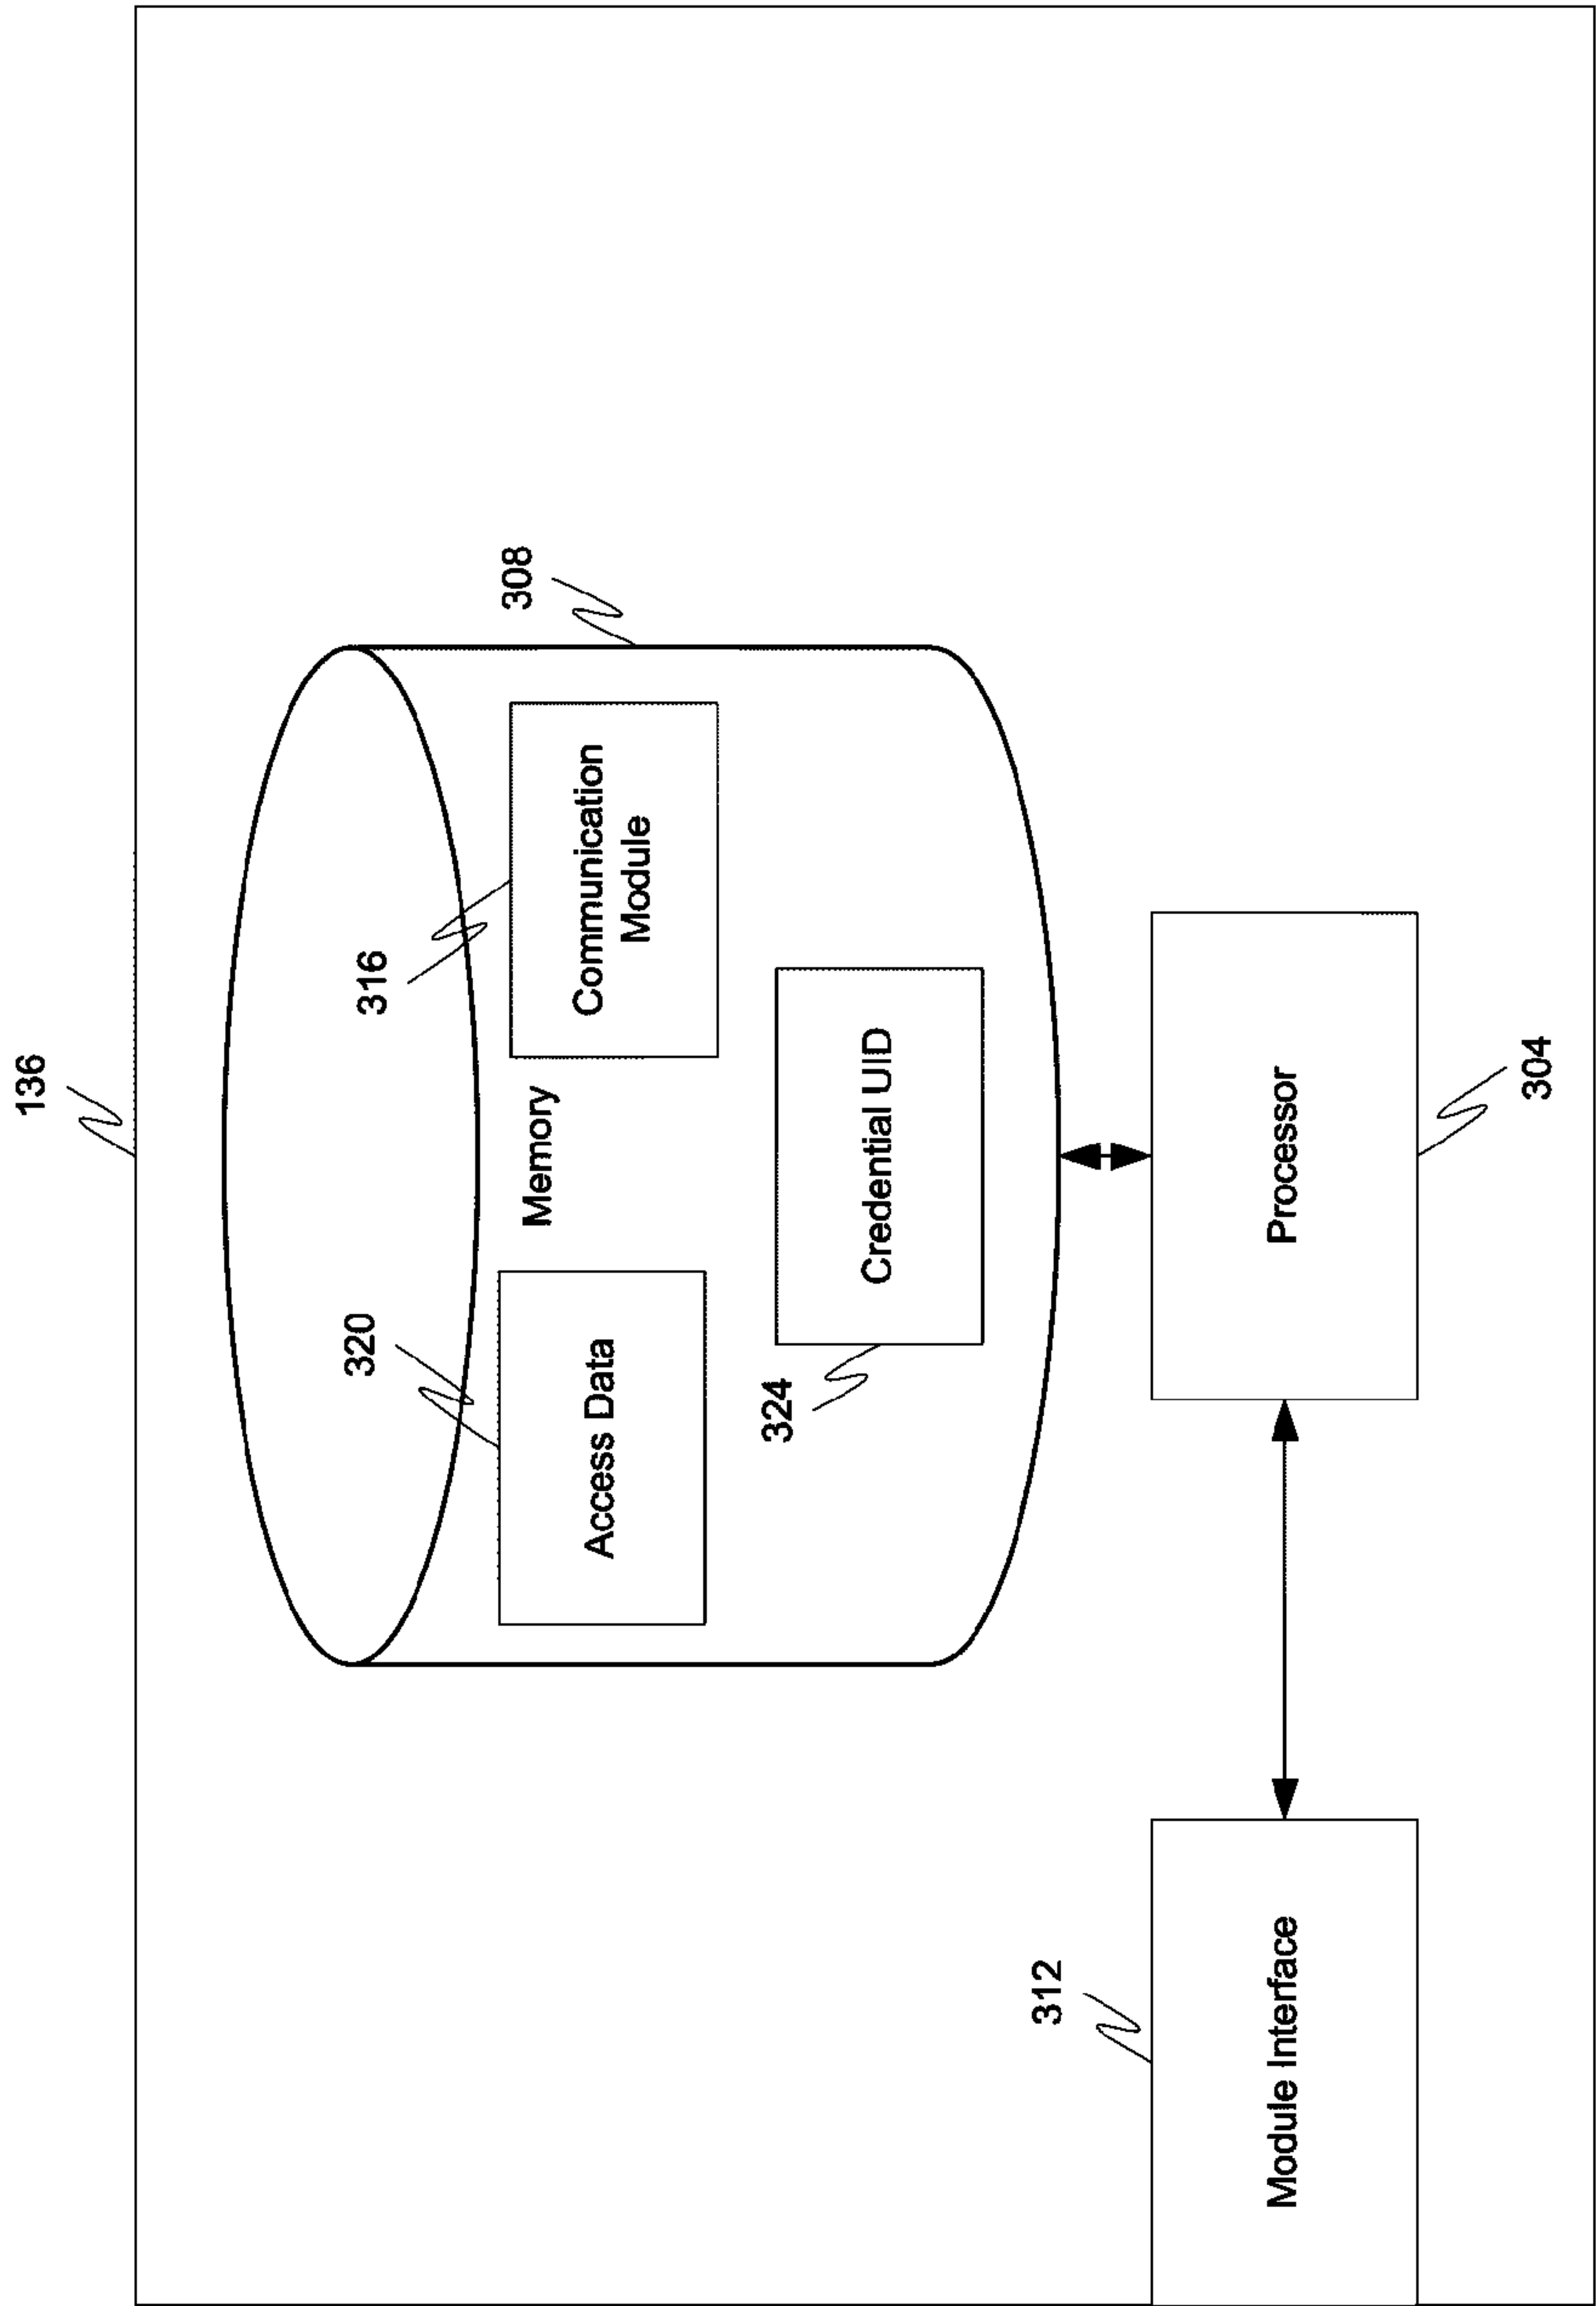 136
320
316
308
Memory
Access Data
Communication
Module
324
Credential UID
312
Module Interface
Processor
304